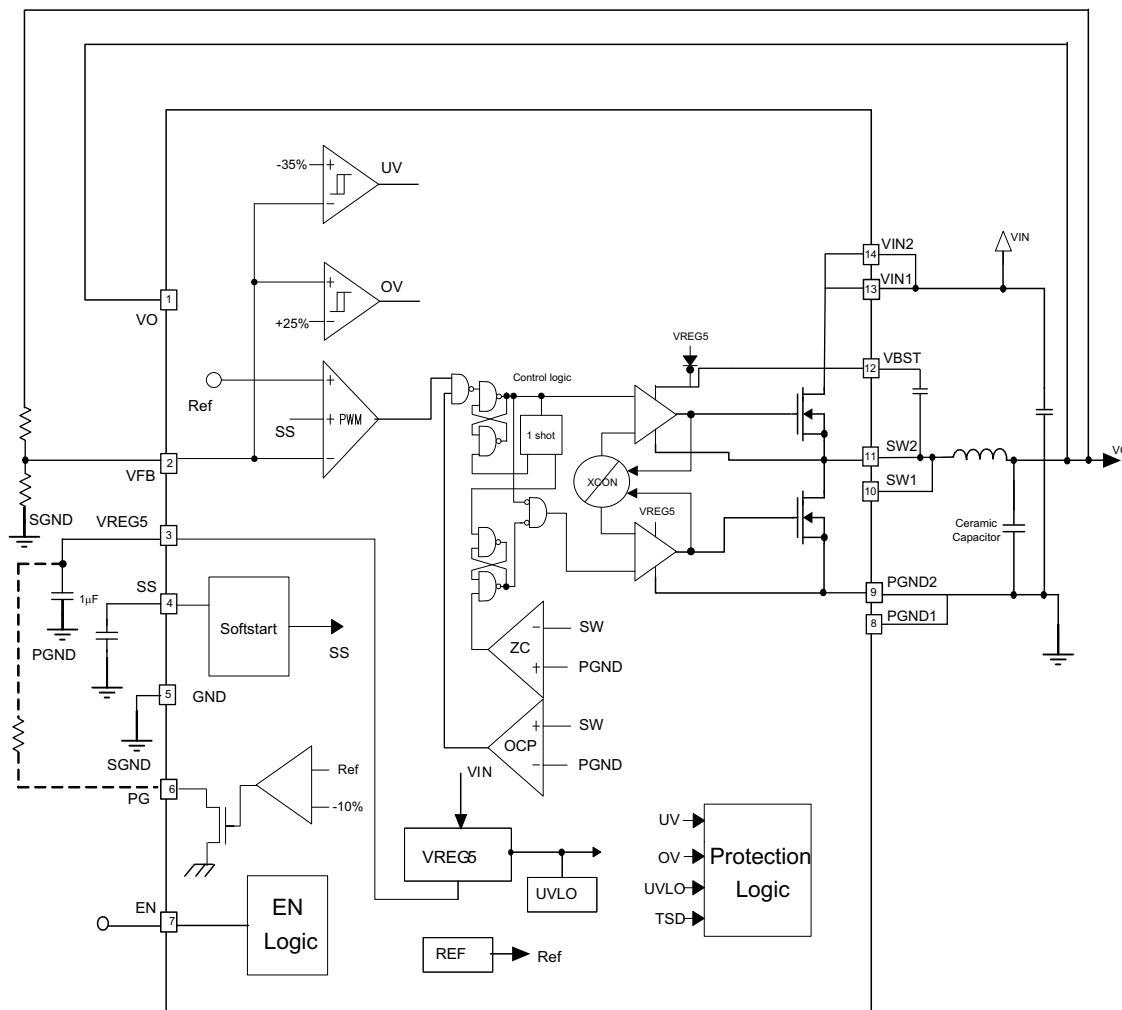 -35%
+
-
UV
+
OV
+25%
-
VIN2
14
VIN1
13
VIN
1
VO
VREG5
VBST
12
Ref
+
SS
+
PWM
-
Control logic
1 shot
XCON
2
VFB
SW2
11
SW1
10
SGND
VREG5
3
VREG5
Ceramic
Capacitor
1µF
PGND
SS
4
Softstart
SS
PGND2
9
PGND1
8
-
SW
ZC
+
PGND
5
GND
SGND
+
SW
OCP
-
PGND
PG
6
Ref
-10%
VIN
VREG5
UVLO
UV
OV
UVLO
TSD
Protection
Logic
EN
7
EN
Logic
REF
Ref